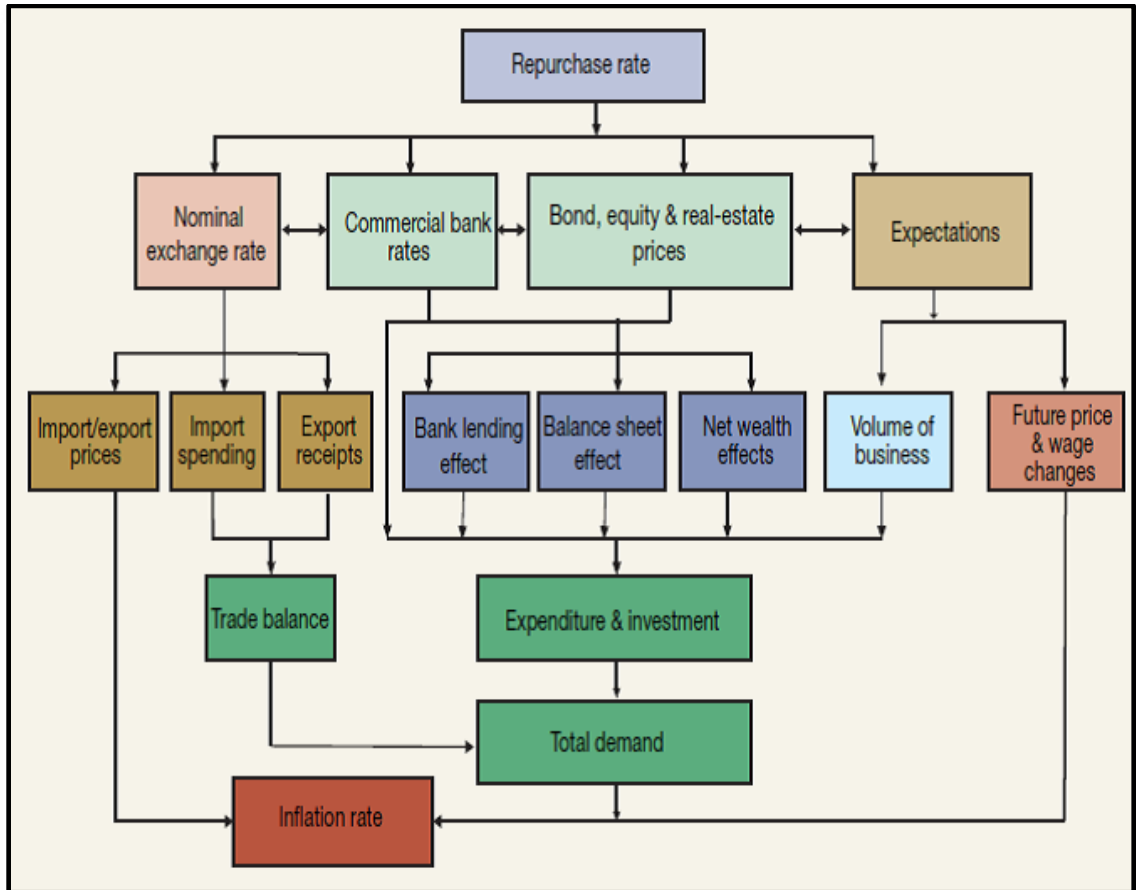 Repurchase rate
Nominal
exchange rate
Commercial bank
rates
Bond, equity & real-estate
prices
Expectations
Import/export
prices
Import
spending
Export
receipts
Bank lending
effect
Balance sheet
effect
Net wealth
effects
Volume of
business
Future price
& wage
changes
Trade balance
Expenditure & investment
Total demand
Inflation rate